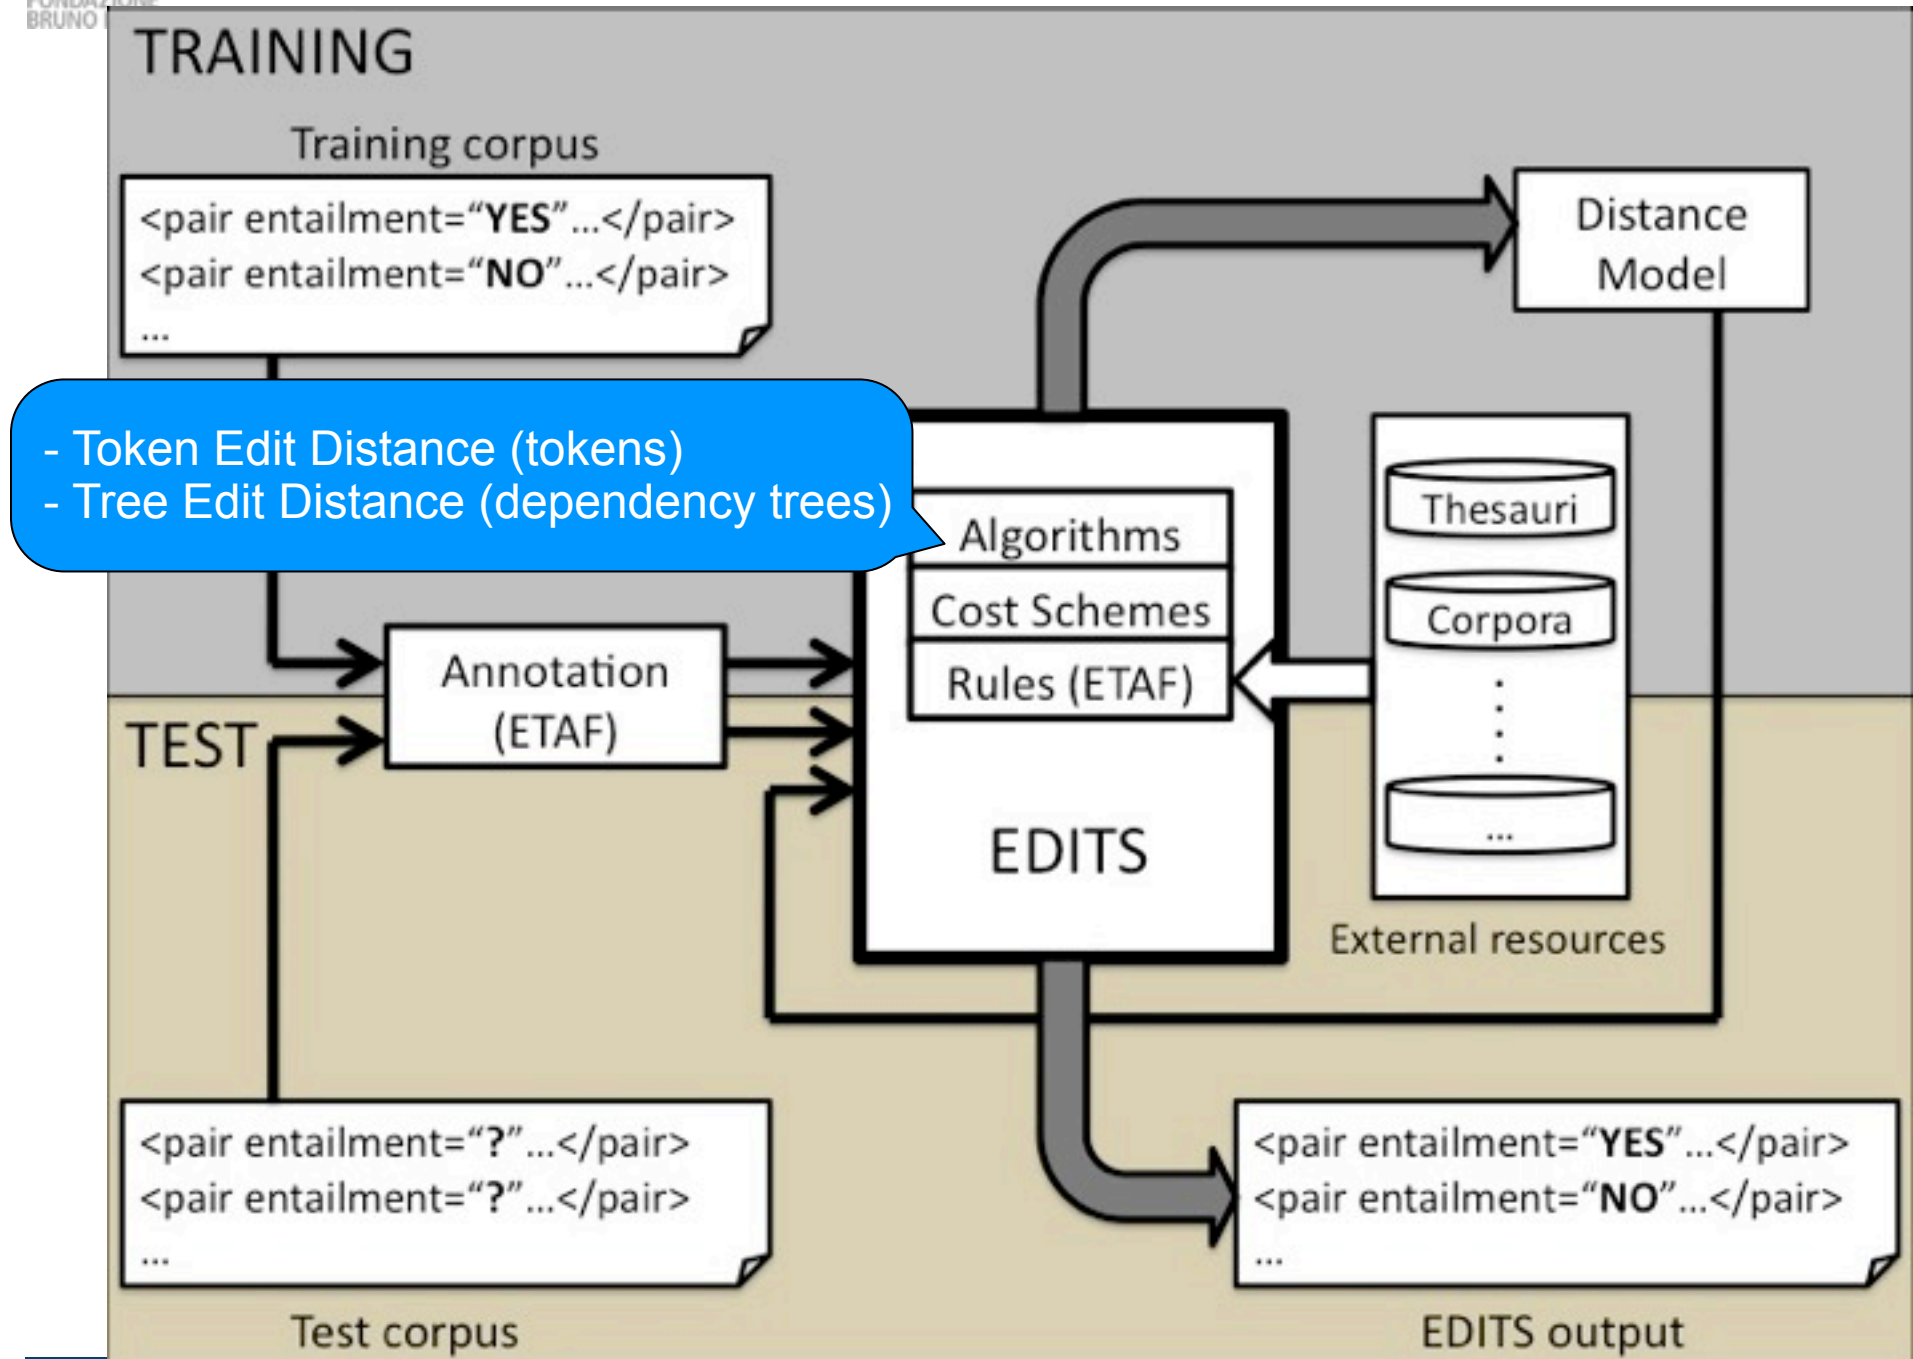 FONDAZIONE
BRUNO
TRAINING
Training corpus
<pair entailment=“YES”...</pair>
<pair entailment=“NO”...</pair>
...
Distance
Model
- Token Edit Distance (tokens)
- Tree Edit Distance (dependency trees)
Algorithms
Cost Schemes
Rules (ETAF)
Thesauri
Corpora
...
External resources
Annotation
(ETAF)
TEST
EDITS
<pair entailment=“?”...</pair>
<pair entailment=“?”...</pair>
...
Test corpus
<pair entailment=“YES”...</pair>
<pair entailment=“NO”...</pair>
...
EDITS output